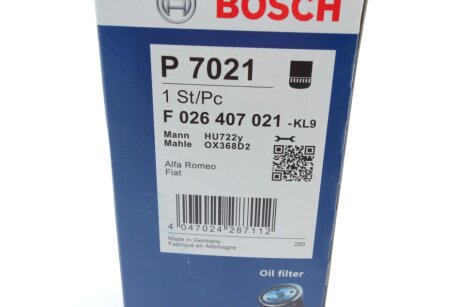 BOSCH
P 7021
1 St/Pc
F 026 407 021 -KL9
Mann HU722y
Mahle OX368D2
Alfa Romeo
Fiat
4 047024 287112
Made in Germany
Fabriqué en Allemagne 250
Oil filter